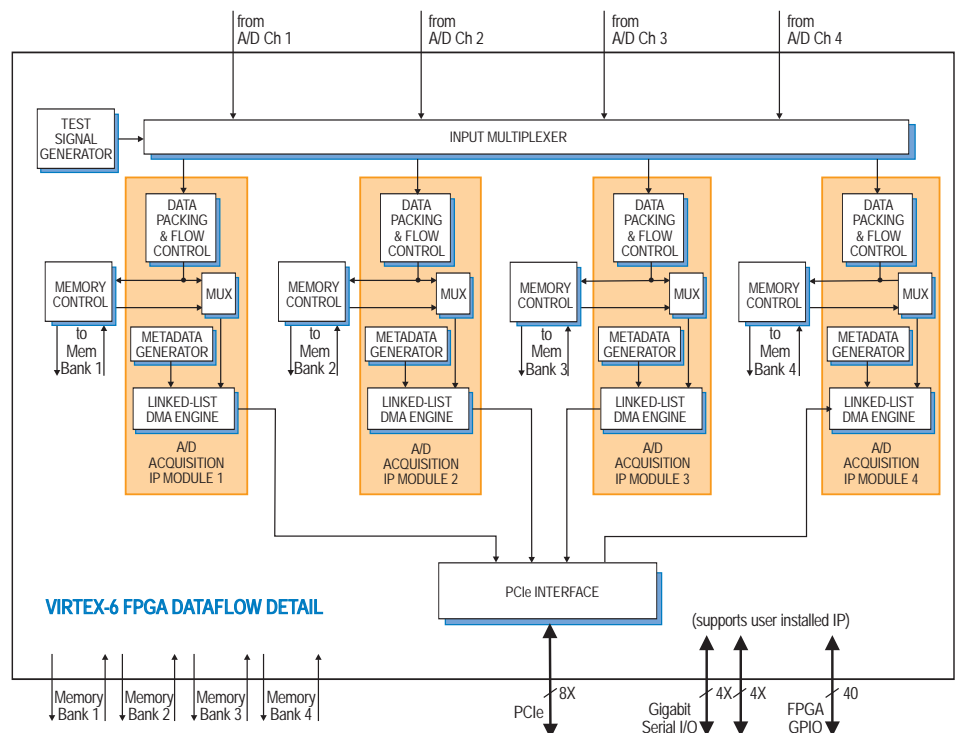 from
A/D Ch 1
from
A/D Ch 2
from
A/D Ch 3
from
A/D Ch 4
TEST
SIGNAL
GENERATOR
INPUT MULTIPLEXER
DATA
PACKING
& FLOW
CONTROL
MEMORY
CONTROL
MUX
to
Mem
Bank 1
METADATA
GENERATOR
LINKED-LIST
DMA ENGINE
A/D
ACQUISITION
IP MODULE 1
DATA
PACKING
& FLOW
CONTROL
MEMORY
CONTROL
MUX
to
Mem
Bank 2
METADATA
GENERATOR
LINKED-LIST
DMA ENGINE
A/D
ACQUISITION
IP MODULE 2
DATA
PACKING
& FLOW
CONTROL
MEMORY
CONTROL
MUX
to
Mem
Bank 3
METADATA
GENERATOR
LINKED-LIST
DMA ENGINE
A/D
ACQUISITION
IP MODULE 3
DATA
PACKING
& FLOW
CONTROL
MEMORY
CONTROL
MUX
to
Mem
Bank 4
METADATA
GENERATOR
LINKED-LIST
DMA ENGINE
A/D
ACQUISITION
IP MODULE 4
PCIe INTERFACE
VIRTEX-6 FPGA DATAFLOW DETAIL
(supports user installed IP)
Memory
Bank 1
Memory
Bank 2
Memory
Bank 3
Memory
Bank 4
8X
PCIe
4X
4X
Gigabit
Serial I/O
40
FPGA
GPIO